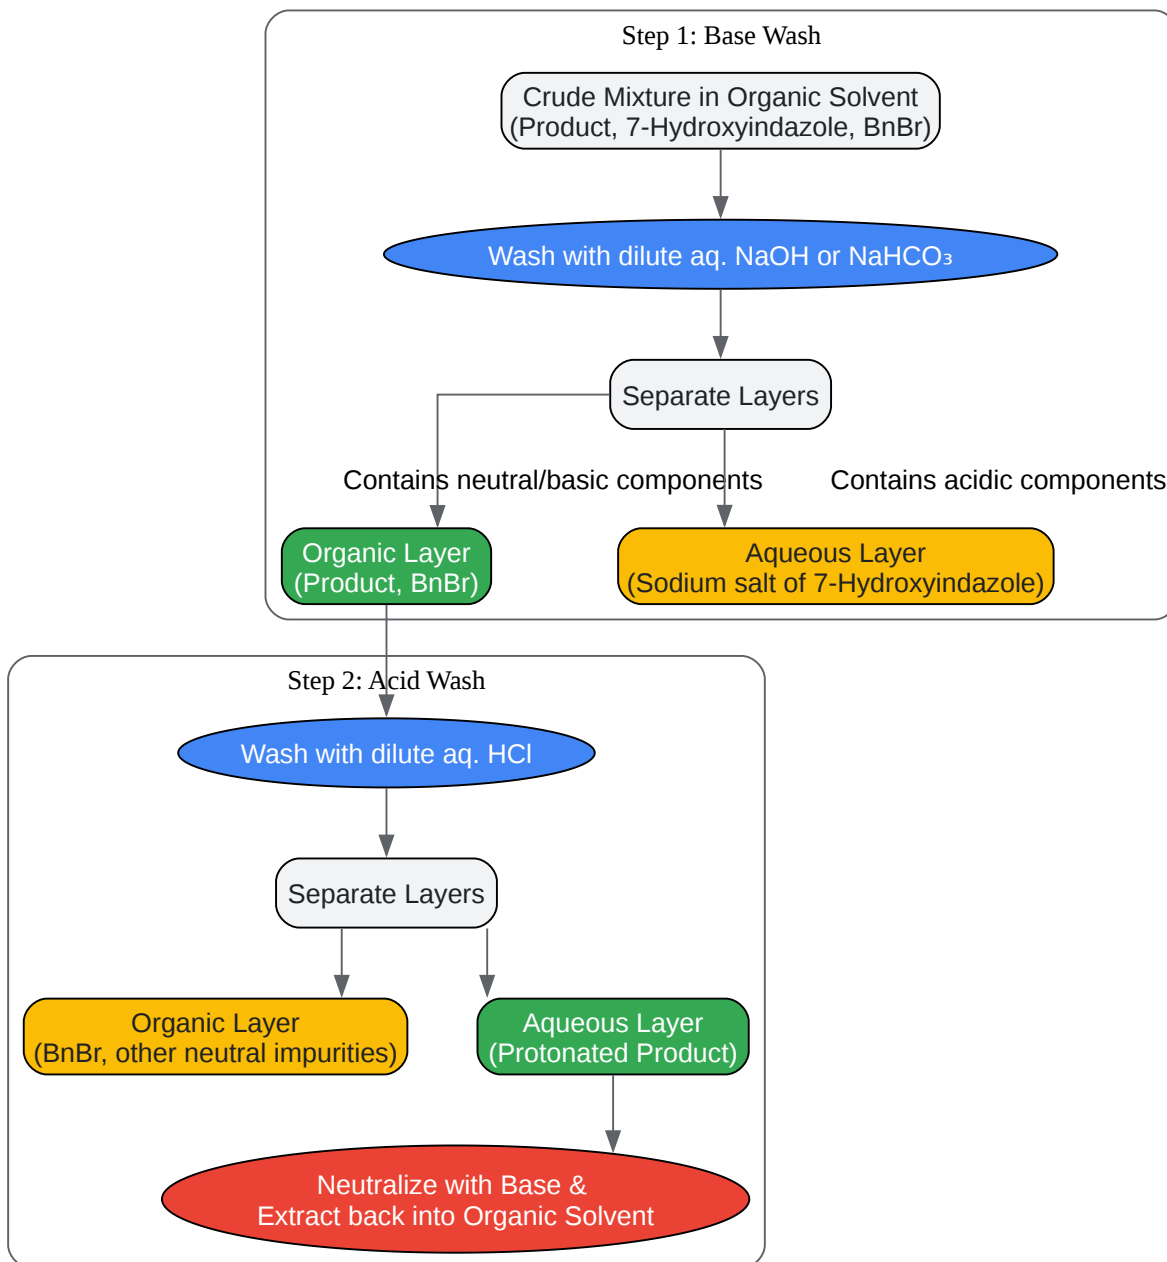 Step 1: Base Wash
Crude Mixture in Organic Solvent
(Product, 7-Hydroxyindazole, BnBr)
Wash with dilute aq. NaOH or NaHCO₃
Separate Layers
Contains neutral/basic components
Contains acidic components
Organic Layer
(Product, BnBr)
Aqueous Layer
(Sodium salt of 7-Hydroxyindazole)
Step 2: Acid Wash
Wash with dilute aq. HCl
Separate Layers
Organic Layer
(BnBr, other neutral impurities)
Aqueous Layer
(Protonated Product)
Neutralize with Base &
Extract back into Organic Solvent